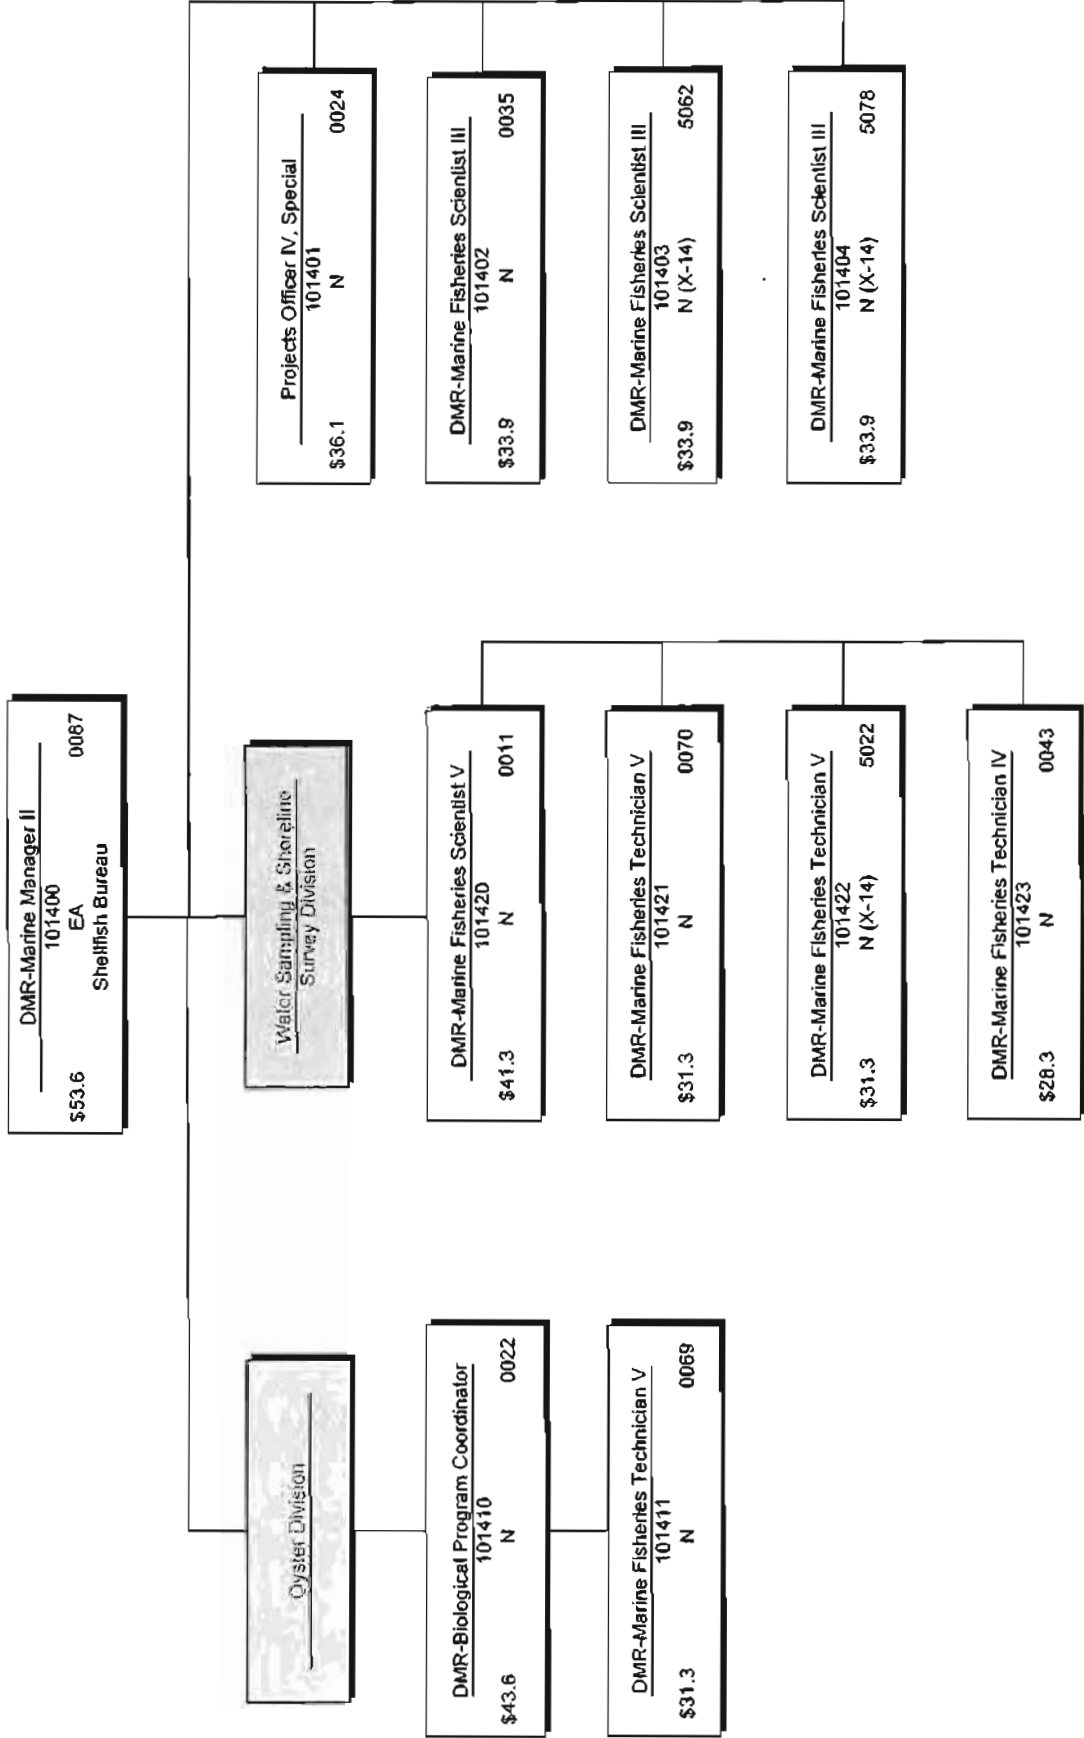 DMR-Marine Manager II
101400
EA
$53.6 0087
Shellfish Bureau
Oyster Division
DMR-Biological Program Coordinator
101410
$43.6 N 0022
DMR-Marine Fisheries Technician V
101411
$31.3 N 0069
Water Sampling & Shoreline
Survey Division
DMR-Marine Fisheries Scientist V
101420
$41.3 N 0011
DMR-Marine Fisheries Technician V
101421
$31.3 N 0070
DMR-Marine Fisheries Technician V
101422
$31.3 N (X-14) 5022
DMR-Marine Fisheries Technician IV
101423
$28.3 N 0043
Projects Officer IV, Special
101401
$36.1 N 0024
DMR-Marine Fisheries Scientist III
101402
$33.9 N 0035
DMR-Marine Fisheries Scientist III
101403
$33.9 N (X-14) 5062
DMR-Marine Fisheries Scientist III
101404
$33.9 N (X-14) 5078